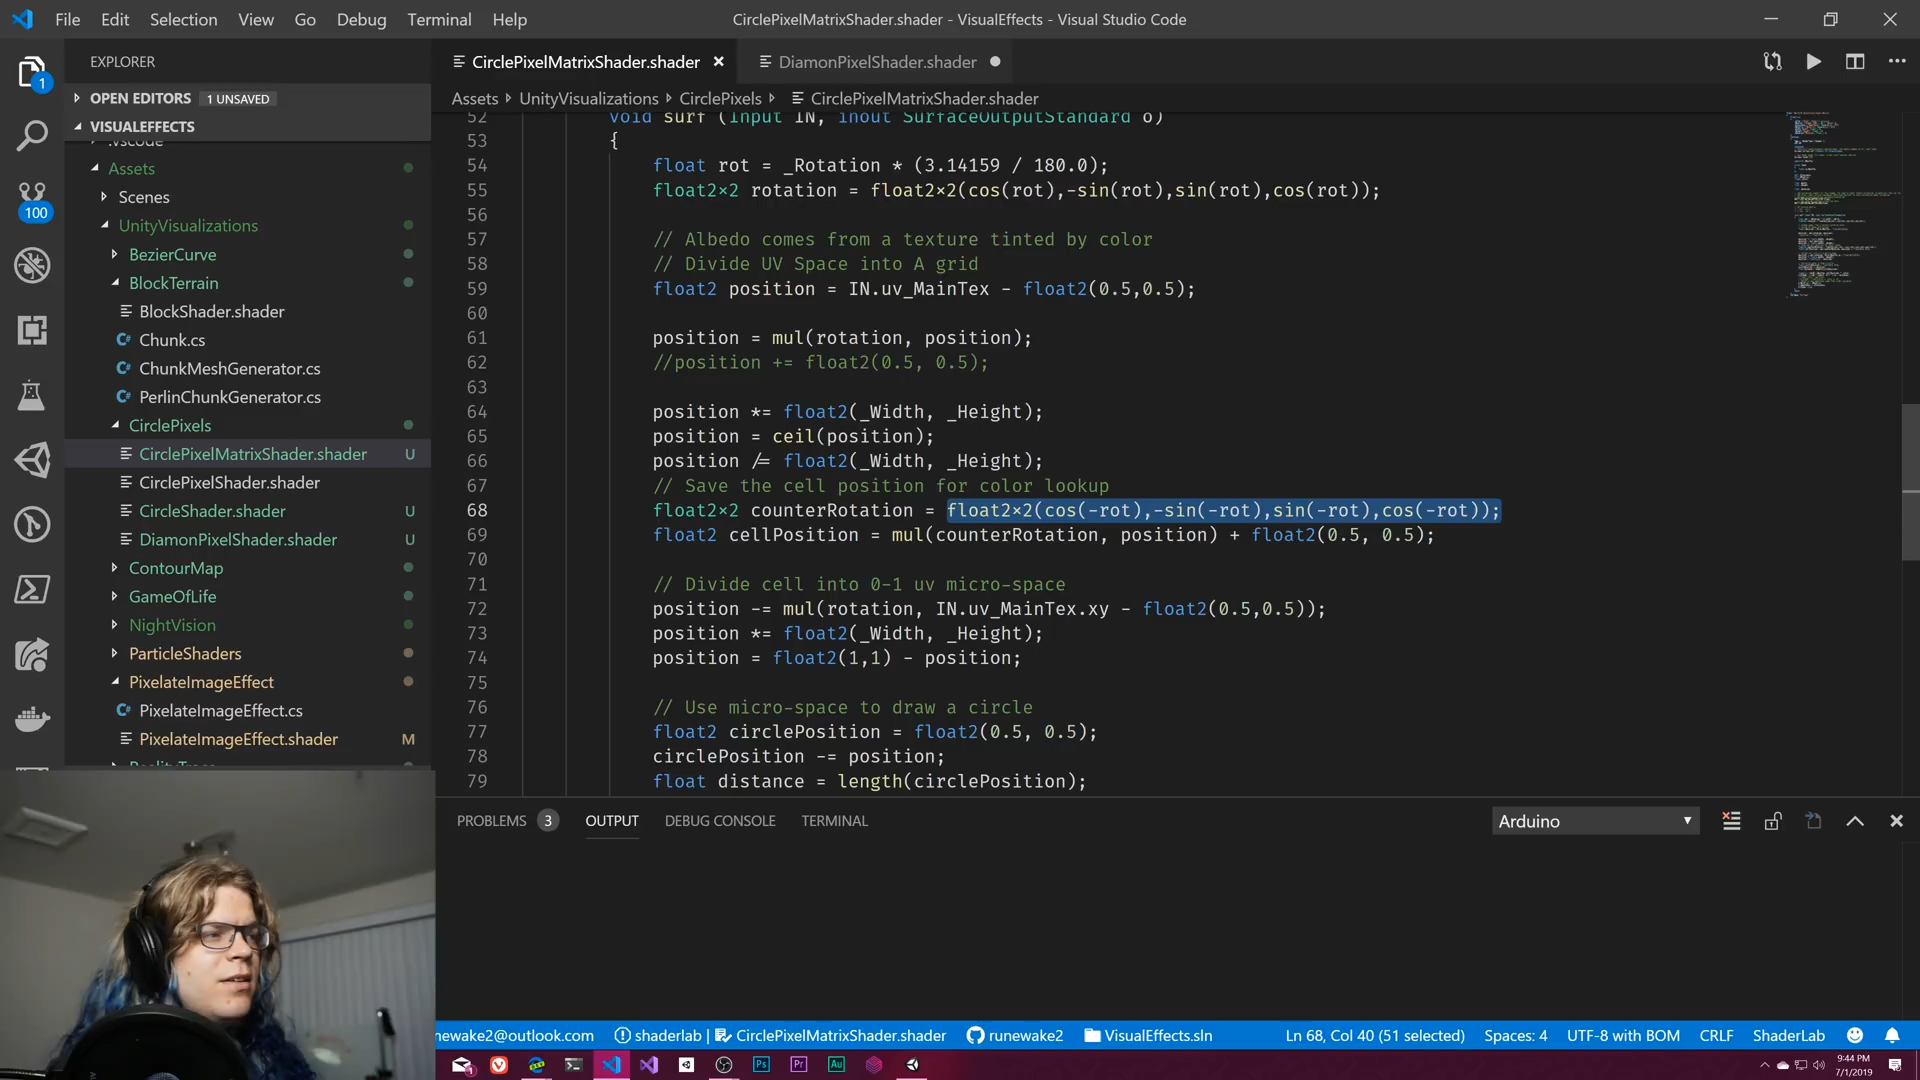 File Edit Selection View Go Debug Terminal Help
CirclePixelMatrixShader.shader - VisualEffects - Visual Studio Code
EXPLORER
CirclePixelMatrixShader.shader
DiamonPixelShader.shader
1
OPEN EDITORS 1 UNSAVED
Assets UnityVisualizations CirclePixels CirclePixelMatrixShader.shader
VISUALEFFECTS
.vscode
Assets
Scenes
UnityVisualizations
BezierCurve
BlockTerrain
BlockShader.shader
C# Chunk.cs
C# ChunkMeshGenerator.cs
C# PerlinChunkGenerator.cs
CirclePixels
CirclePixelMatrixShader.shader U
CirclePixelShader.shader
CircleShader.shader U
DiamonPixelShader.shader U
ContourMap
GameOfLife
NightVision
ParticleShaders
PixelateImageEffect
C# PixelateImageEffect.cs
PixelateImageEffect.shader M
100
52 void surf (Input IN, inout SurfaceOutputStandard o)
53 {
54 float rot = _Rotation * (3.14159 / 180.0);
55 float2×2 rotation = float2×2(cos(rot),-sin(rot),sin(rot),cos(rot));
56
57 // Albedo comes from a texture tinted by color
58 // Divide UV Space into A grid
59 float2 position = IN.uv_MainTex - float2(0.5,0.5);
60
61 position = mul(rotation, position);
62 //position += float2(0.5, 0.5);
63
64 position *= float2(_Width, _Height);
65 position = ceil(position);
66 position /= float2(_Width, _Height);
67 // Save the cell position for color lookup
68 float2×2 counterRotation = float2×2(cos(-rot),-sin(-rot),sin(-rot),cos(-rot));
69 float2 cellPosition = mul(counterRotation, position) + float2(0.5, 0.5);
70
71 // Divide cell into 0-1 uv micro-space
72 position -= mul(rotation, IN.uv_MainTex.xy - float2(0.5,0.5));
73 position *= float2(_Width, _Height);
74 position = float2(1,1) - position;
75
76 // Use micro-space to draw a circle
77 float2 circlePosition = float2(0.5, 0.5);
78 circlePosition -= position;
79 float distance = length(circlePosition);
PROBLEMS 3 OUTPUT DEBUG CONSOLE TERMINAL
Arduino
newake2@outlook.com shaderlab | CirclePixelMatrixShader.shader runewake2 VisualEffects.sln Ln 68, Col 40 (51 selected) Spaces: 4 UTF-8 with BOM CRLF ShaderLab
Ps Pr Au
9:44 PM
7/1/2019